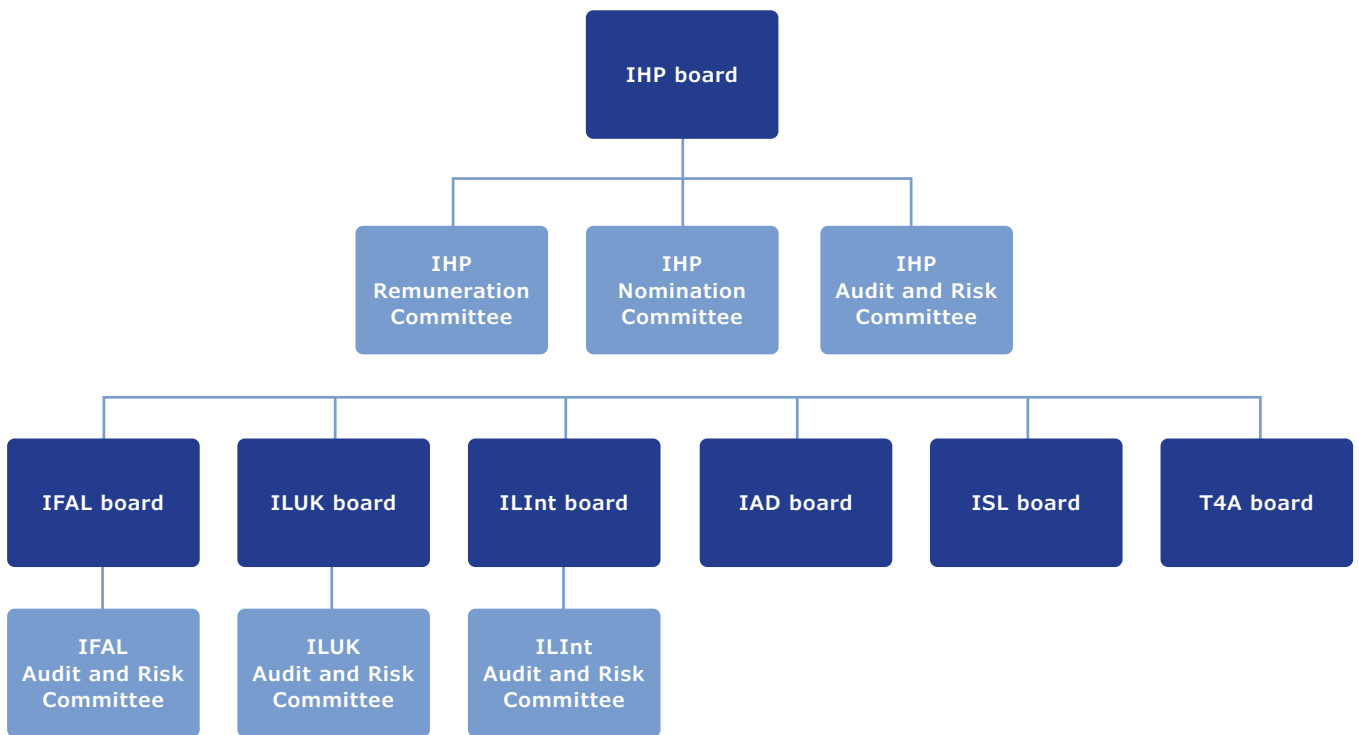 IHP board
IHP
Remuneration
Committee
IHP
Nomination
Committee
IHP
Audit and Risk
Committee
IFAL board
ILUK board
ILInt board
IAD board
ISL board
T4A board
IFAL
Audit and Risk
Committee
ILUK
Audit and Risk
Committee
ILInt
Audit and Risk
Committee